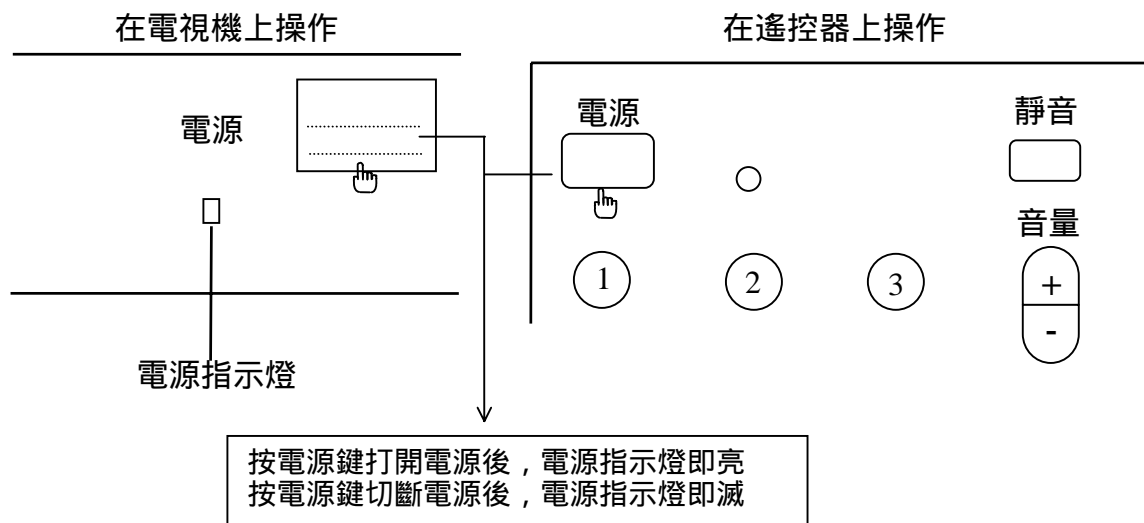 在電視機上操作
在遙控器上操作
電源
電源
靜音
音量
1
2
3
+
-
電源指示燈
按電源鍵打開電源後，電源指示燈即亮
按電源鍵切斷電源後，電源指示燈即滅